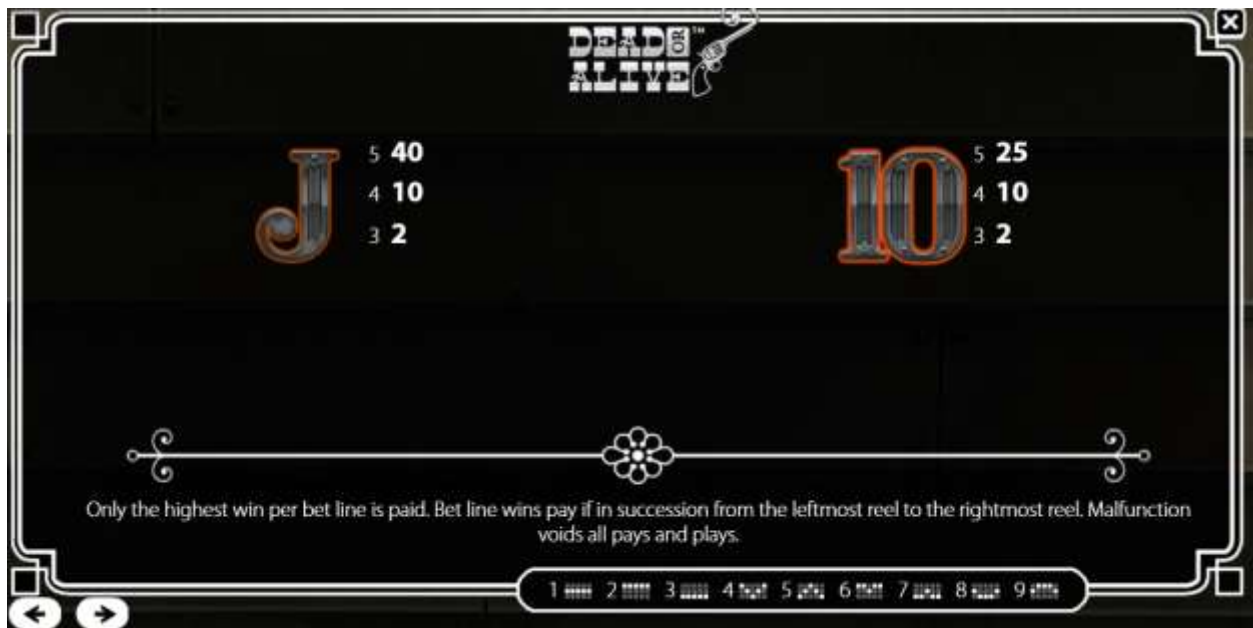 DEAD OR™
ALIVE
J
5 40
4 10
3 2
10
5 25
4 10
3 2
Only the highest win per bet line is paid. Bet line wins pay if in succession from the leftmost reel to the rightmost reel. Malfunction
voids all pays and plays.
1 2 3 4 5 6 7 8 9